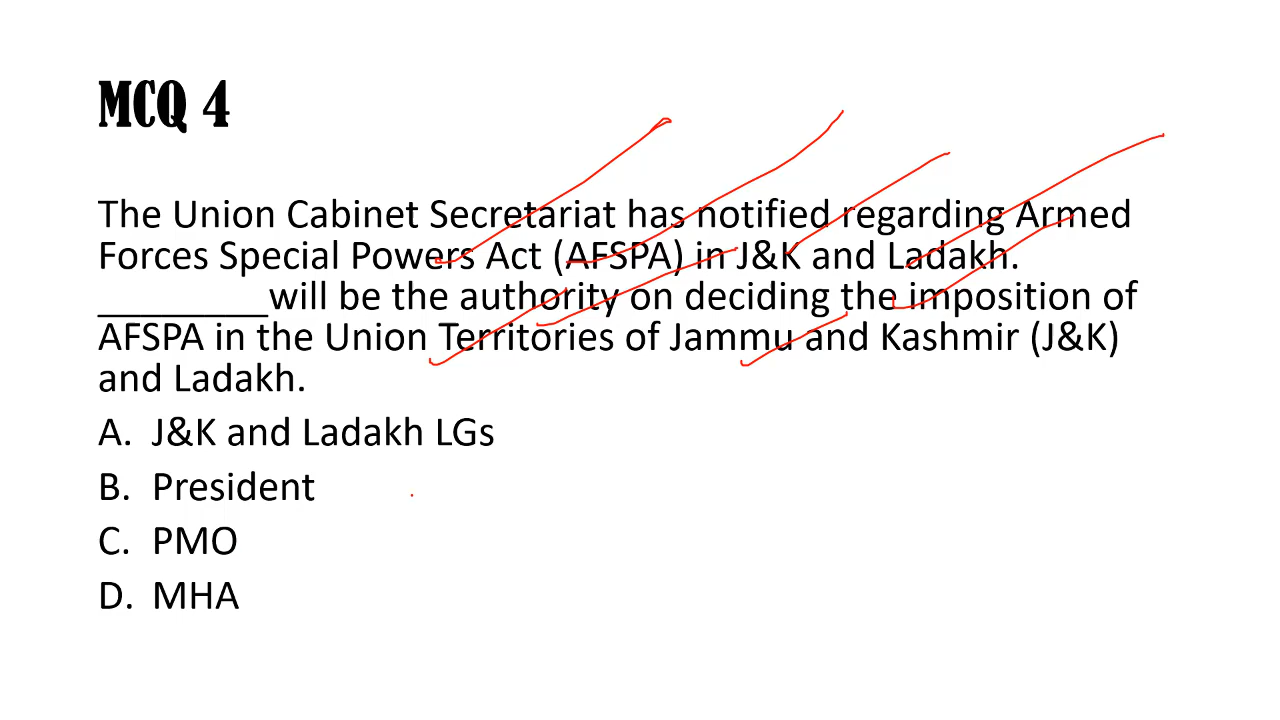 MCQ 4
The Union Cabinet Secretariat has notified regarding Armed
Forces Special Powers Act (AFSPA) in J&K and Ladakh.
________will be the authority on deciding the imposition of
AFSPA in the Union Territories of Jammu and Kashmir (J&K)
and Ladakh.
A. J&K and Ladakh LGs
B. President
C. PMO
D. MHA